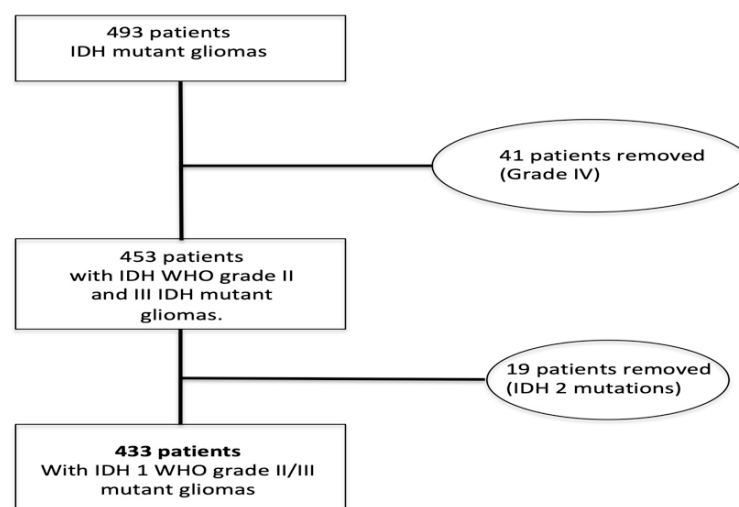 493 patients
IDH mutant gliomas
41 patients removed
(Grade IV)
453 patients
with IDH WHO grade II
and III IDH mutant
gliomas.
19 patients removed
(IDH 2 mutations)
433 patients
With IDH 1 WHO grade II/III
mutant gliomas